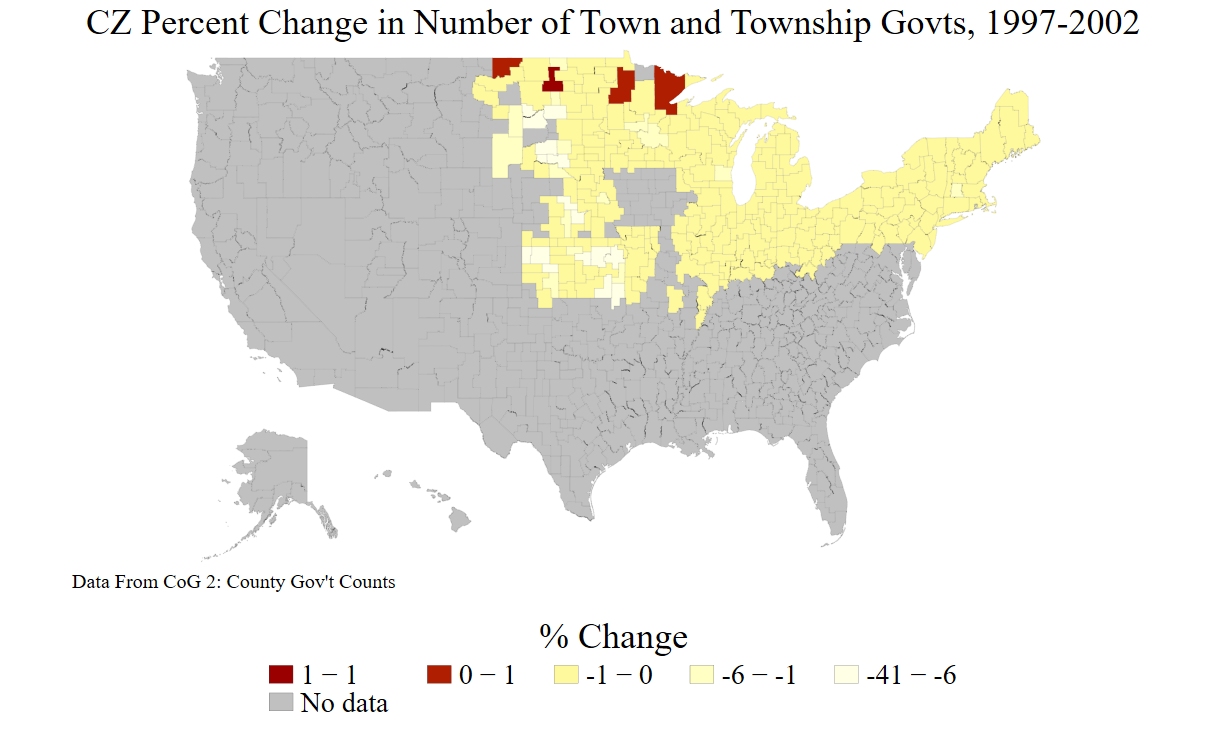 CZ Percent Change in Number of Town and Township Govts, 1997-2002
Data From CoG 2: County Gov't Counts
% Change
1 − 1
0 − 1
-1 − 0
-6 − -1
-41 − -6
No data